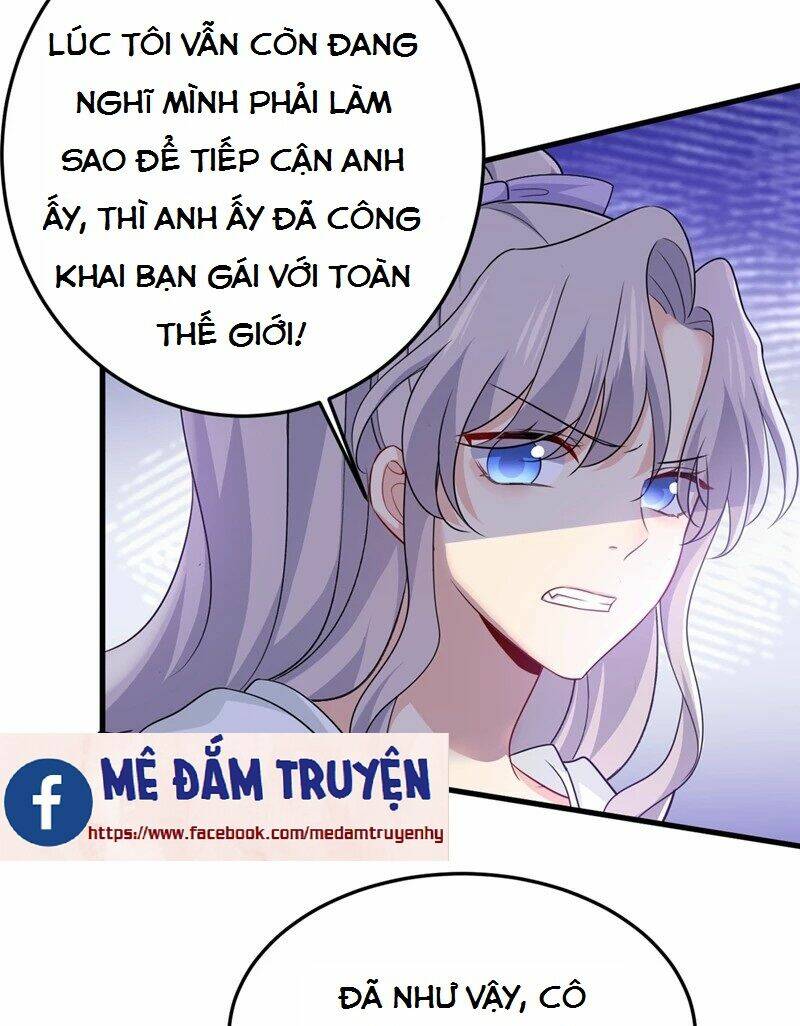 LÚC TÔI VẪN CÒN ĐANG
NGHĨ MÌNH PHẢI LÀM
SAO ĐỂ TIẾP CẬN ANH
ẤY, THÌ ANH ẤY ĐÃ CÔNG
KHAI BẠN GÁI VỚI TOÀN
THẾ GIỚI!
f MÊ ĐẮM TRUYỆN
https://www.facebook.com/medamtruyenhy
ĐÃ NHƯ VẬY, CÔ